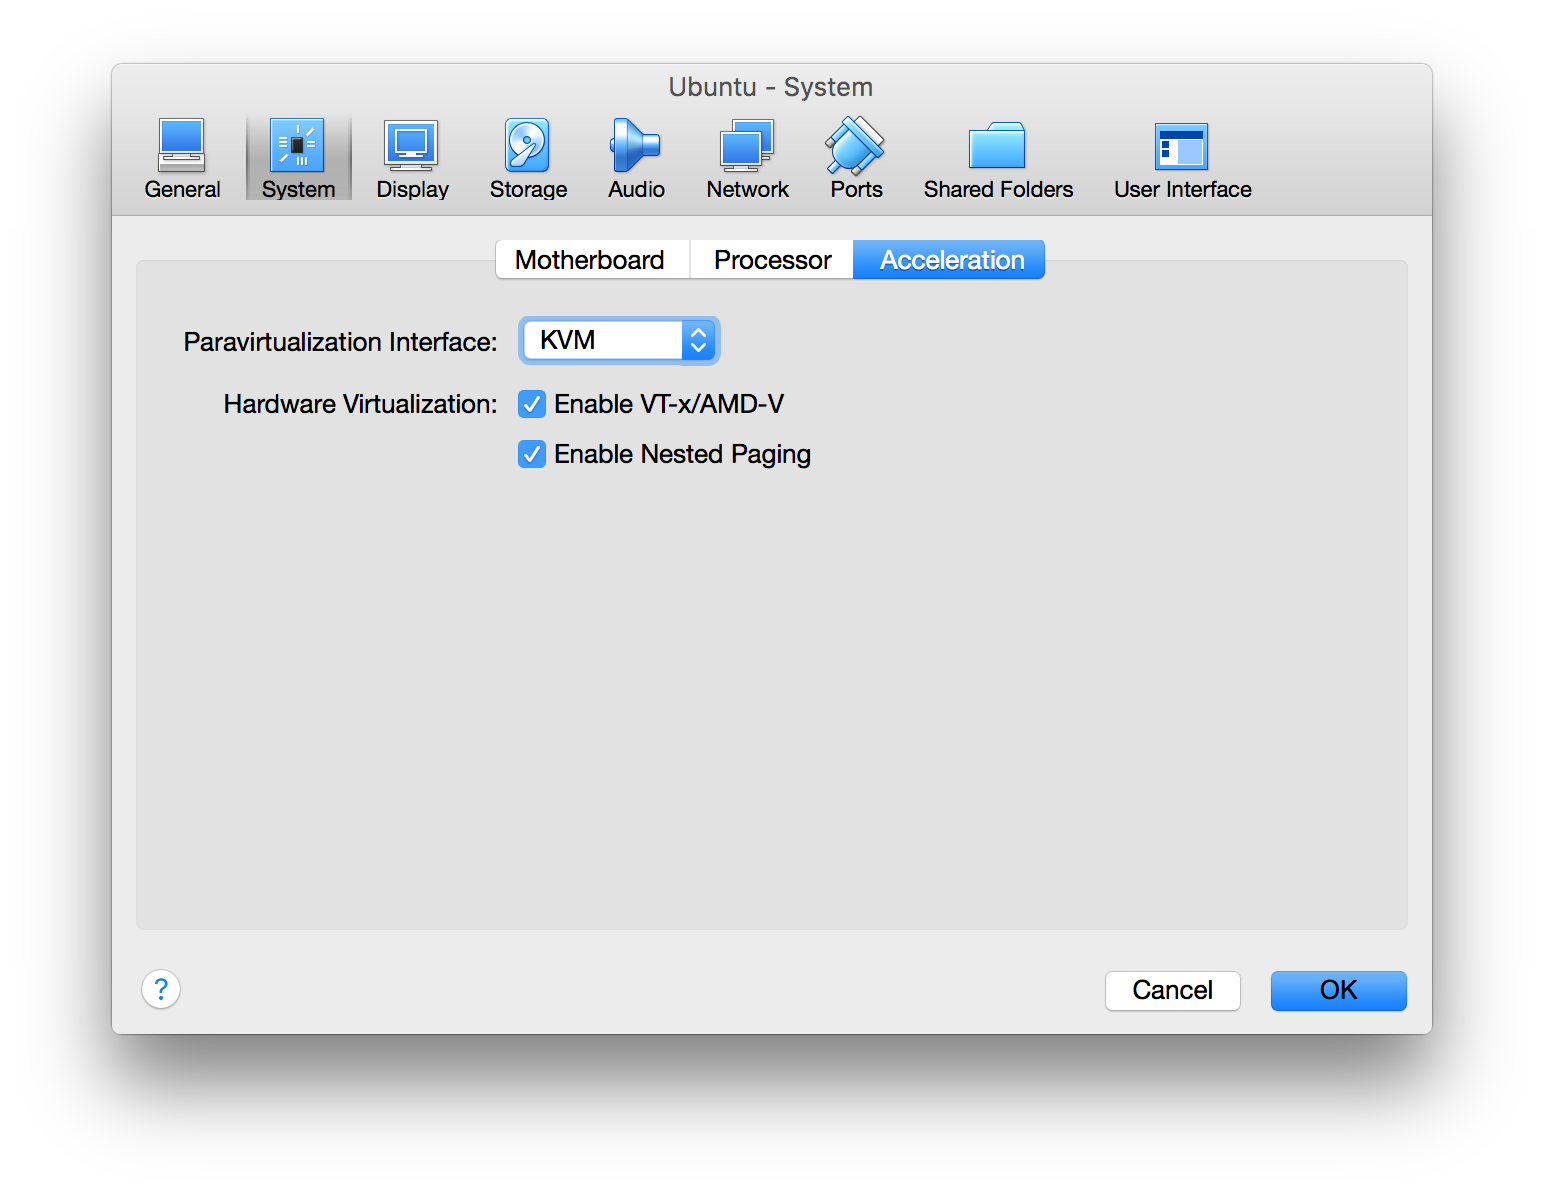 Ubuntu - System
General System Display Storage Audio Network Ports Shared Folders User Interface
Motherboard Processor Acceleration
Paravirtualization Interface: KVM
Hardware Virtualization: Enable VT-x/AMD-V
Enable Nested Paging
? Cancel OK